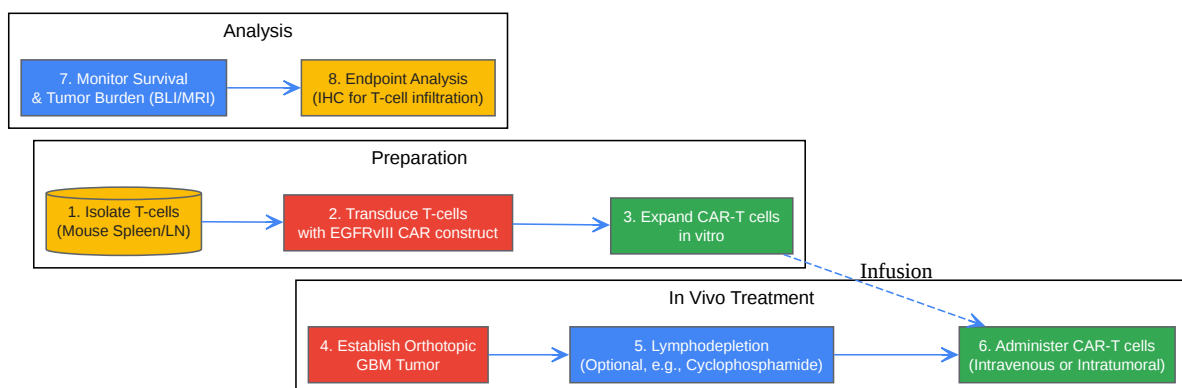 Analysis
7. Monitor Survival
& Tumor Burden (BLI/MRI)
8. Endpoint Analysis
(IHC for T-cell infiltration)
Preparation
1. Isolate T-cells
(Mouse Spleen/LN)
2. Transduce T-cells
with EGFRvIII CAR construct
3. Expand CAR-T cells
in vitro
Infusion
In Vivo Treatment
4. Establish Orthotopic
GBM Tumor
5. Lymphodepletion
(Optional, e.g., Cyclophosphamide)
6. Administer CAR-T cells
(Intravenous or Intratumoral)